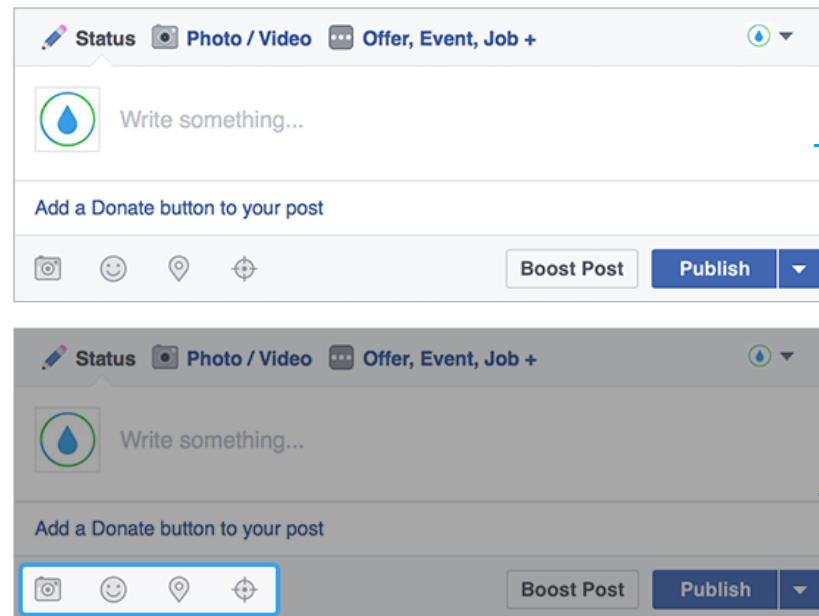 Status Photo / Video Offer, Event, Job +
Write something...
Add a Donate button to your post
Boost Post Publish
Status Photo / Video Offer, Event, Job +
Write something...
Add a Donate button to your post
Boost Post Publish